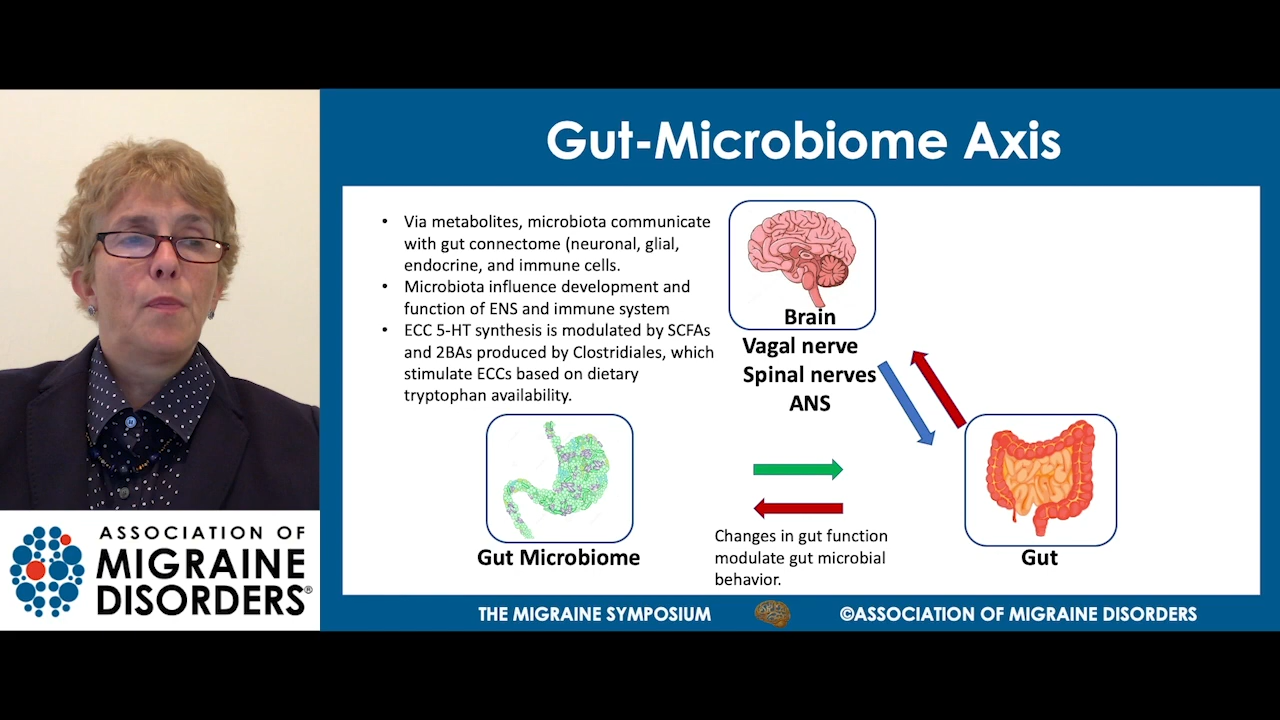 Gut-Microbiome Axis
• Via metabolites, microbiota communicate
with gut connectome (neuronal, glial,
endocrine, and immune cells.
• Microbiota influence development and
function of ENS and immune system
• ECC 5-HT synthesis is modulated by SCFAs
and 2BAs produced by Clostridiales, which
stimulate ECCs based on dietary
tryptophan availability.
Brain
Vagal nerve
Spinal nerves
ANS
Gut Microbiome
Changes in gut function
modulate gut microbial
behavior.
Gut
ASSOCIATION OF
MIGRAINE
DISORDERS®
THE MIGRAINE SYMPOSIUM
©ASSOCIATION OF MIGRAINE DISORDERS